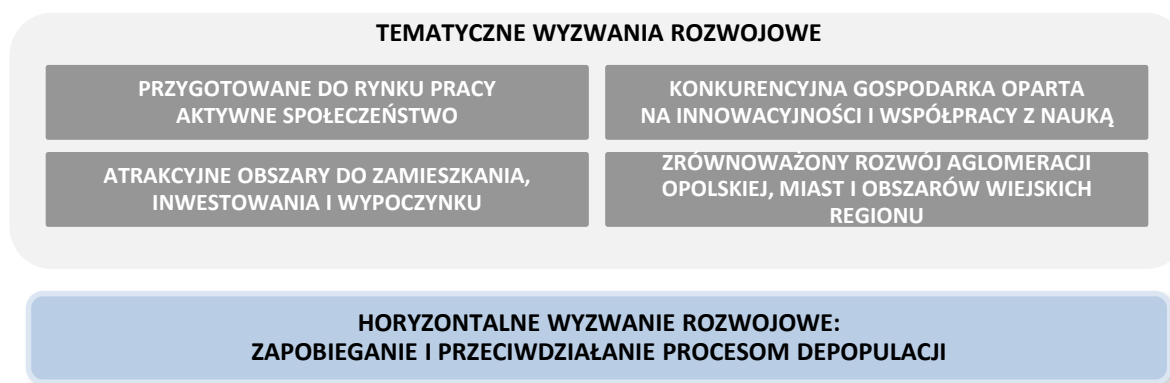 TEMATYCZNE WYZWANIA ROZWOJOWE
PRZYGOTOWANE DO RYNKU PRACY
AKTYWNE SPOŁECZEŃSTWO
KONKURENCYJNA GOSPODARKA OPARTA
NA INNOWACYJNOŚCI I WSPÓŁPRACY Z NAUKĄ
ATRAKCYJNE OBSZARY DO ZAMIESZKANIA,
INWESTOWANIA I WYPOCZYNKU
ZRÓWNOWAŻONY ROZWÓJ AGLOMERACJI
OPOLSKIEJ, MIAST I OBSZARÓW WIEJSKICH
REGIONU
HORYZONTALNE WYZWANIE ROZWOJOWE:
ZAPOBIEGANIE I PRZECIWDZIAŁANIE PROCESOM DEPOPULACJI